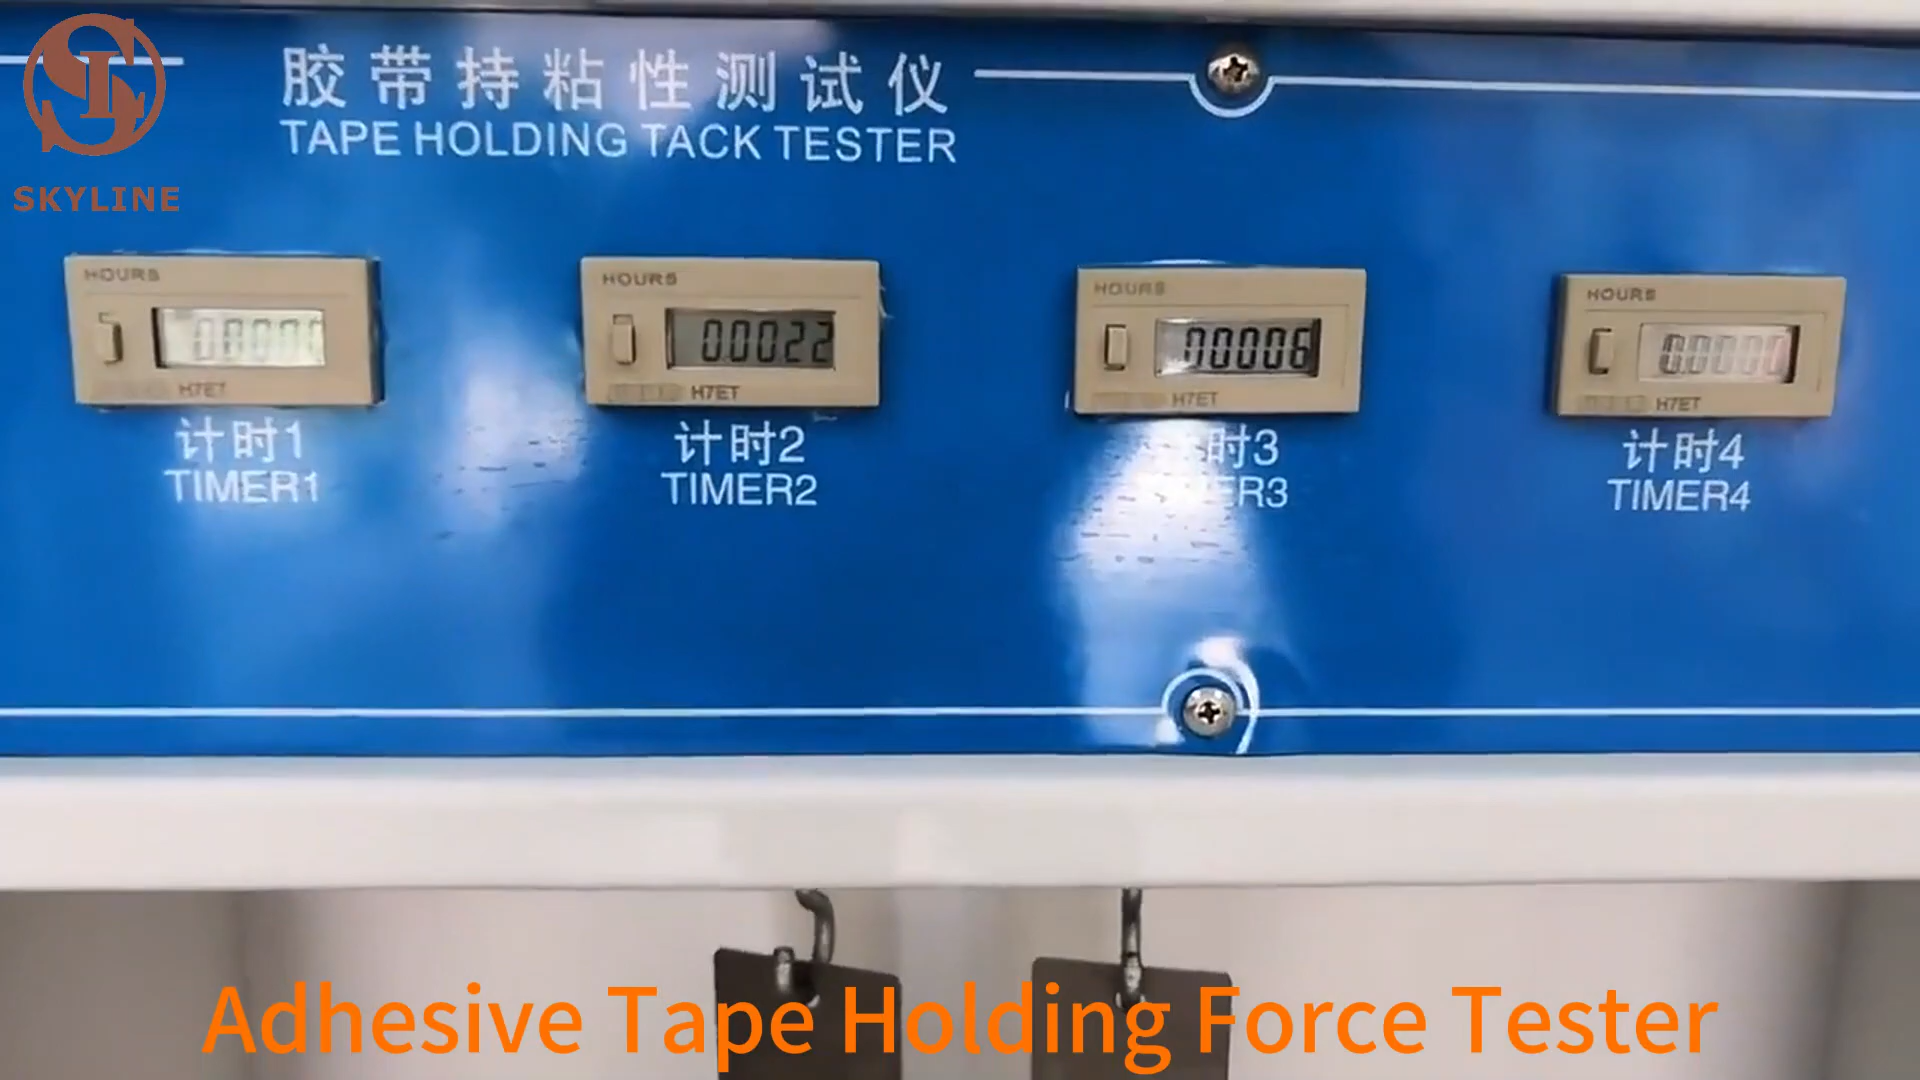 SKYLINE
胶带持粘性测试仪
TAPE HOLDING TACK TESTER
HOURS
HOURS
HOURS
HOURS
00022
00006
H7ET
H7ET
H7ET
H7ET
计时1
TIMER1
计时2
TIMER2
时3
ER3
计时4
TIMER4
Adhesive Tape Holding Force Tester